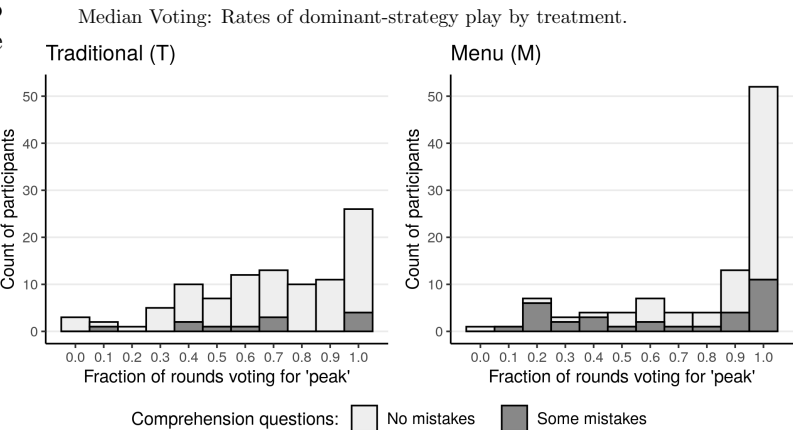 Median Voting: Rates of dominant-strategy play by treatment.
Traditional (T)
Count of participants
50
40
30
20
10
0
0.0 0.1 0.2 0.3 0.4 0.5 0.6 0.7 0.8 0.9 1.0
Fraction of rounds voting for 'peak'
Menu (M)
Count of participants
50
40
30
20
10
0
0.0 0.1 0.2 0.3 0.4 0.5 0.6 0.7 0.8 0.9 1.0
Fraction of rounds voting for 'peak'
Comprehension questions: No mistakes Some mistakes